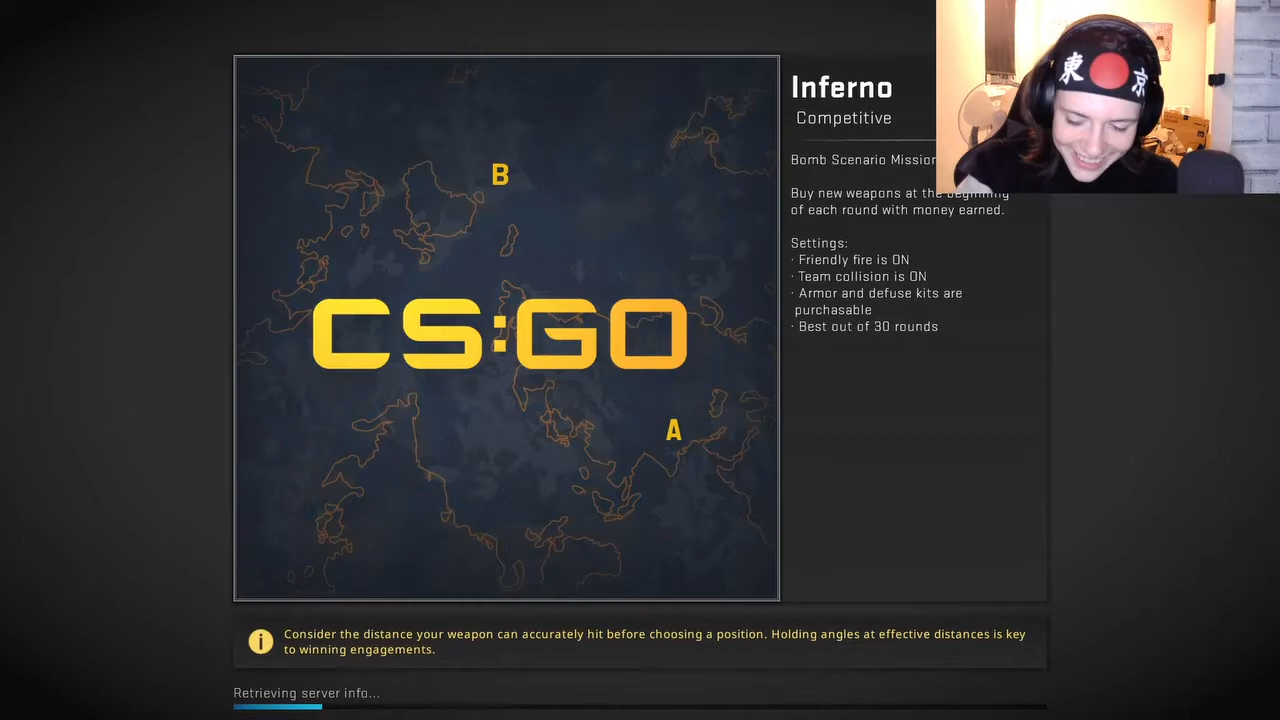 Inferno
Competitive
東 京
Bomb Scenario Mission
Buy new weapons at the beginning
of each round with money earned.
Settings:
· Friendly fire is ON
· Team collision is ON
· Armor and defuse kits are
purchasable
· Best out of 30 rounds
B
CS:GO
A
i
Consider the distance your weapon can accurately hit before choosing a position. Holding angles at effective distances is key
to winning engagements.
Retrieving server info...